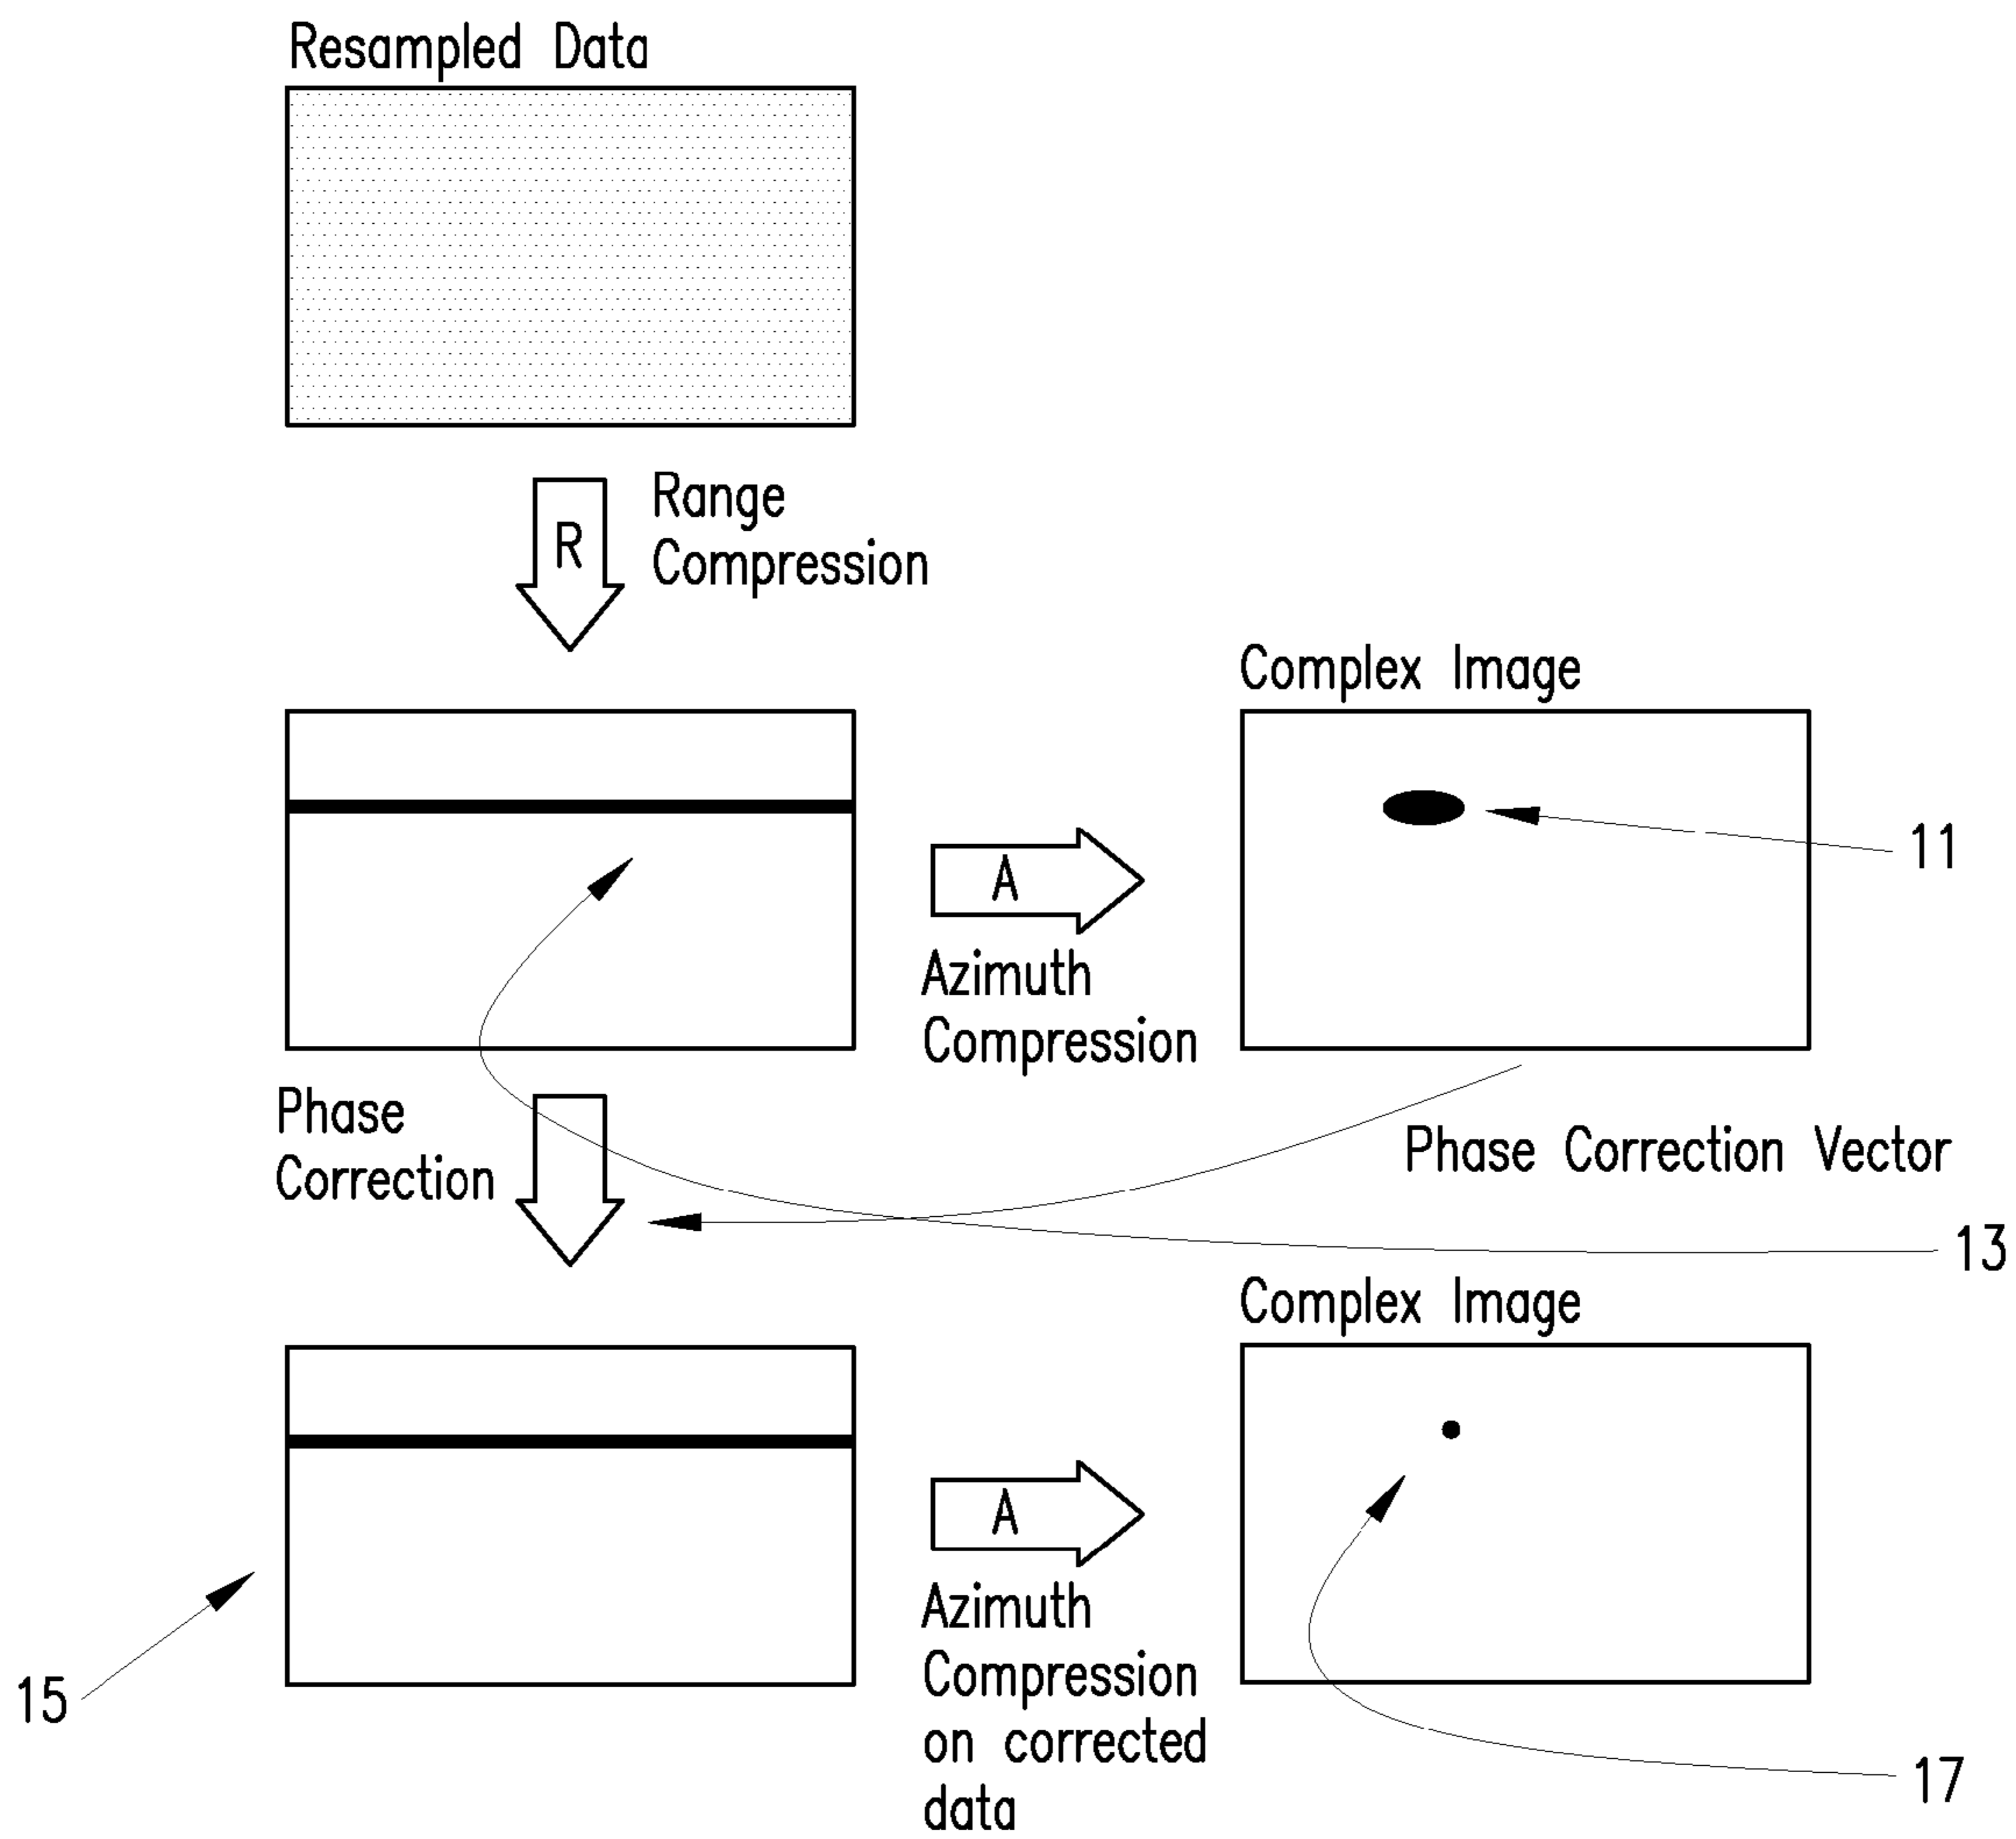 Resampled Data
R
Range
Compression
Complex Image
11
A
Azimuth
Compression
Phase
Correction
Phase Correction Vector
13
Complex Image
A
Azimuth
Compression
on corrected
data
15
17